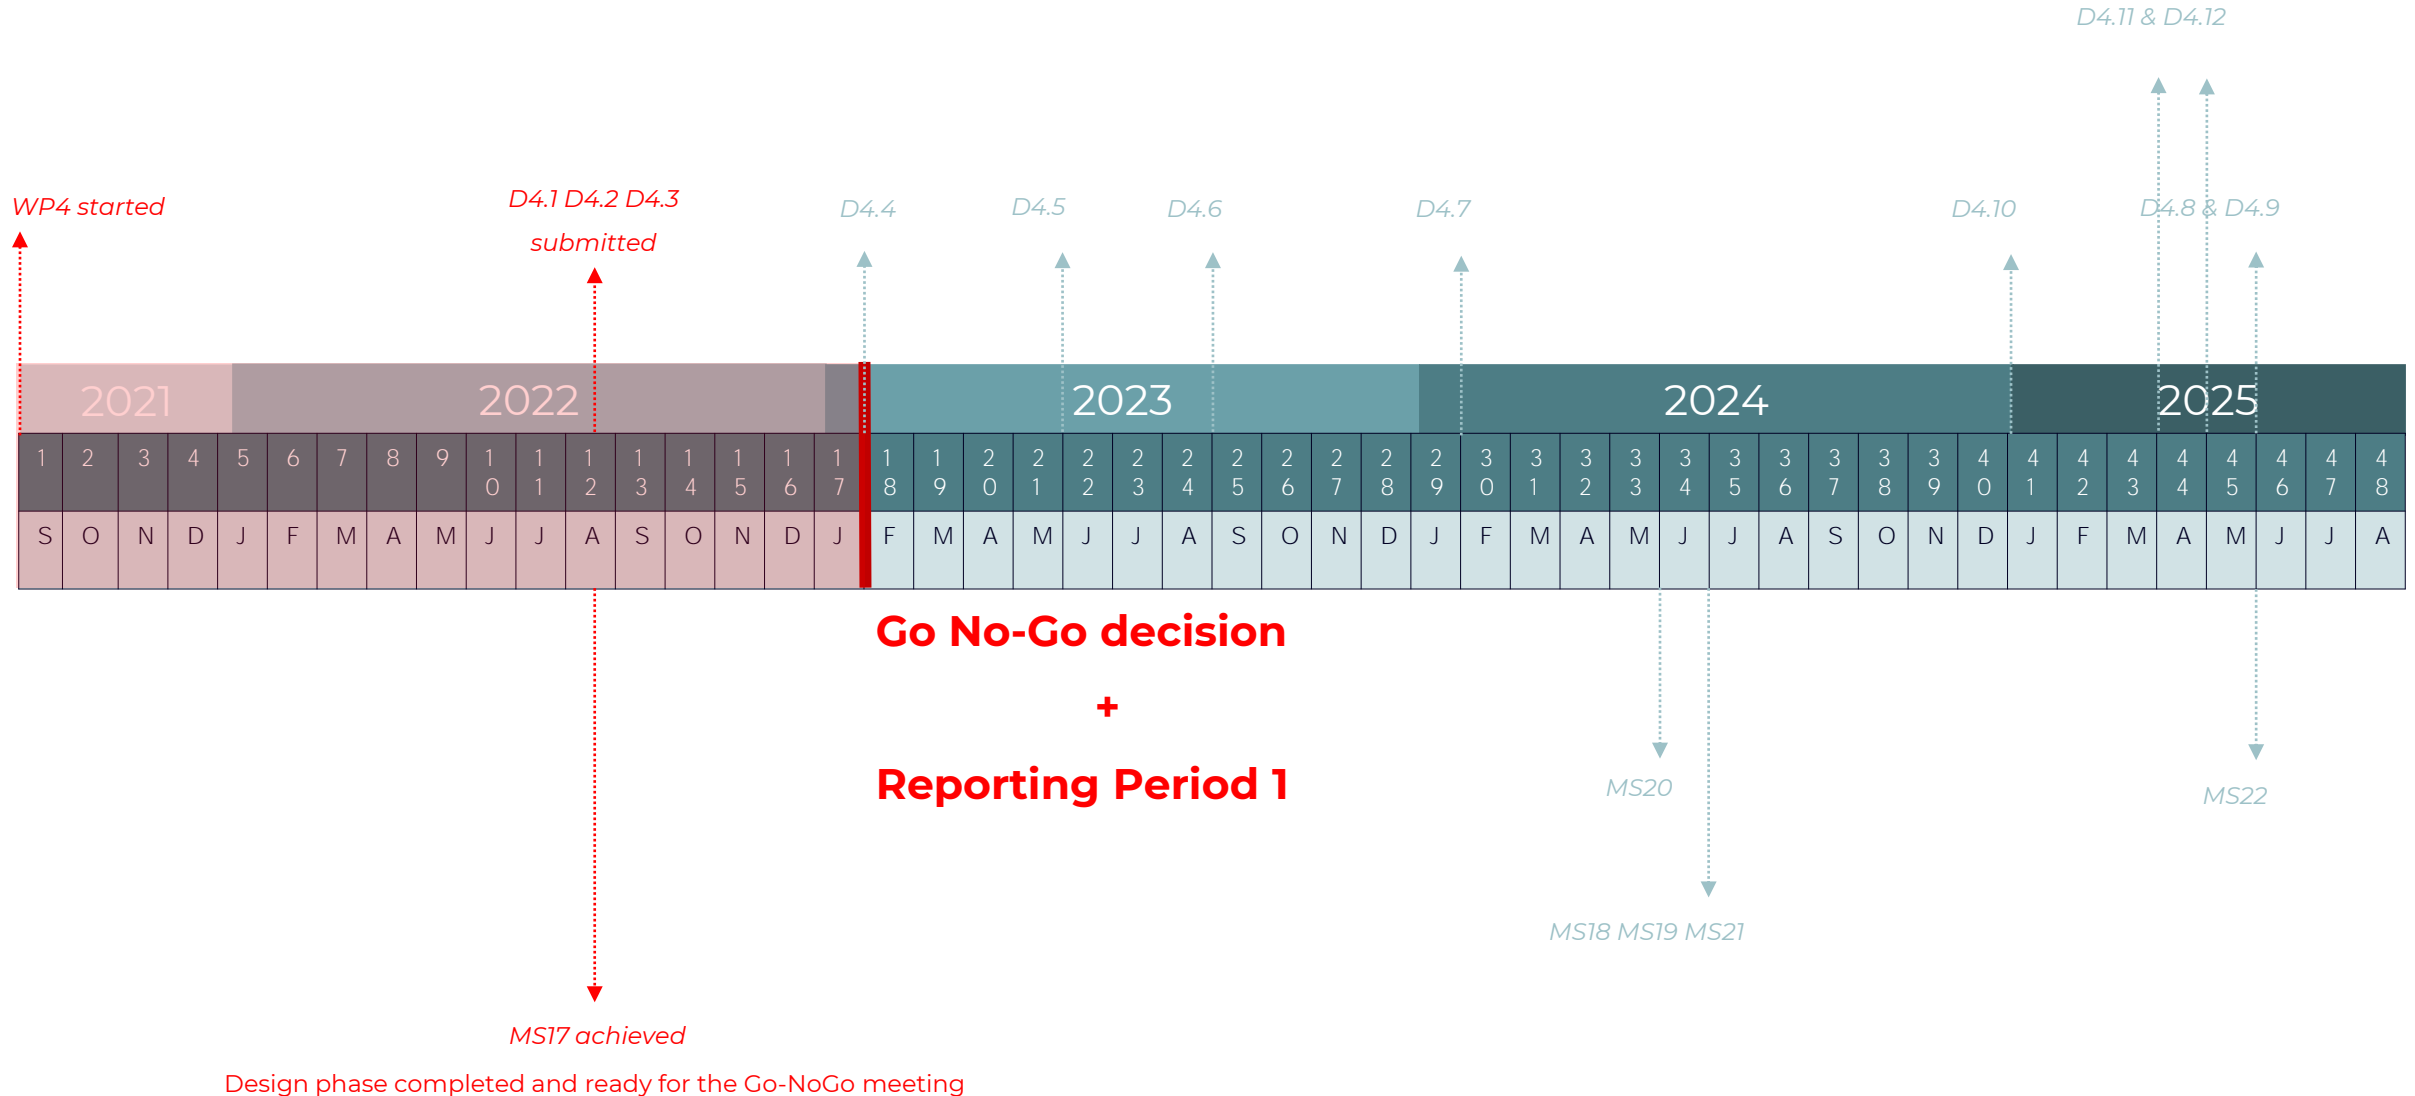 D4.11 & D4.12
WP4 started
D4.1 D4.2 D4.3
submitted
D4.4
D4.5
D4.6
D4.7
D4.10
D4.8 & D4.9
2021 2022 2023 2024 2025
1 2 3 4 5 6 7 8 9 10 11 12 13 14 15 16 17 18 19 20 21 22 23 24 25 26 27 28 29 30 31 32 33 34 35 36 37 38 39 40 41 42 43 44 45 46 47 48
S O N D J F M A M J J A S O N D J F M A M J J A S O N D J F M A M J J A S O N D J F M A M J J A
Go No-Go decision
+
Reporting Period 1
MS20
MS22
MS18 MS19 MS21
MS17 achieved
Design phase completed and ready for the Go-NoGo meeting